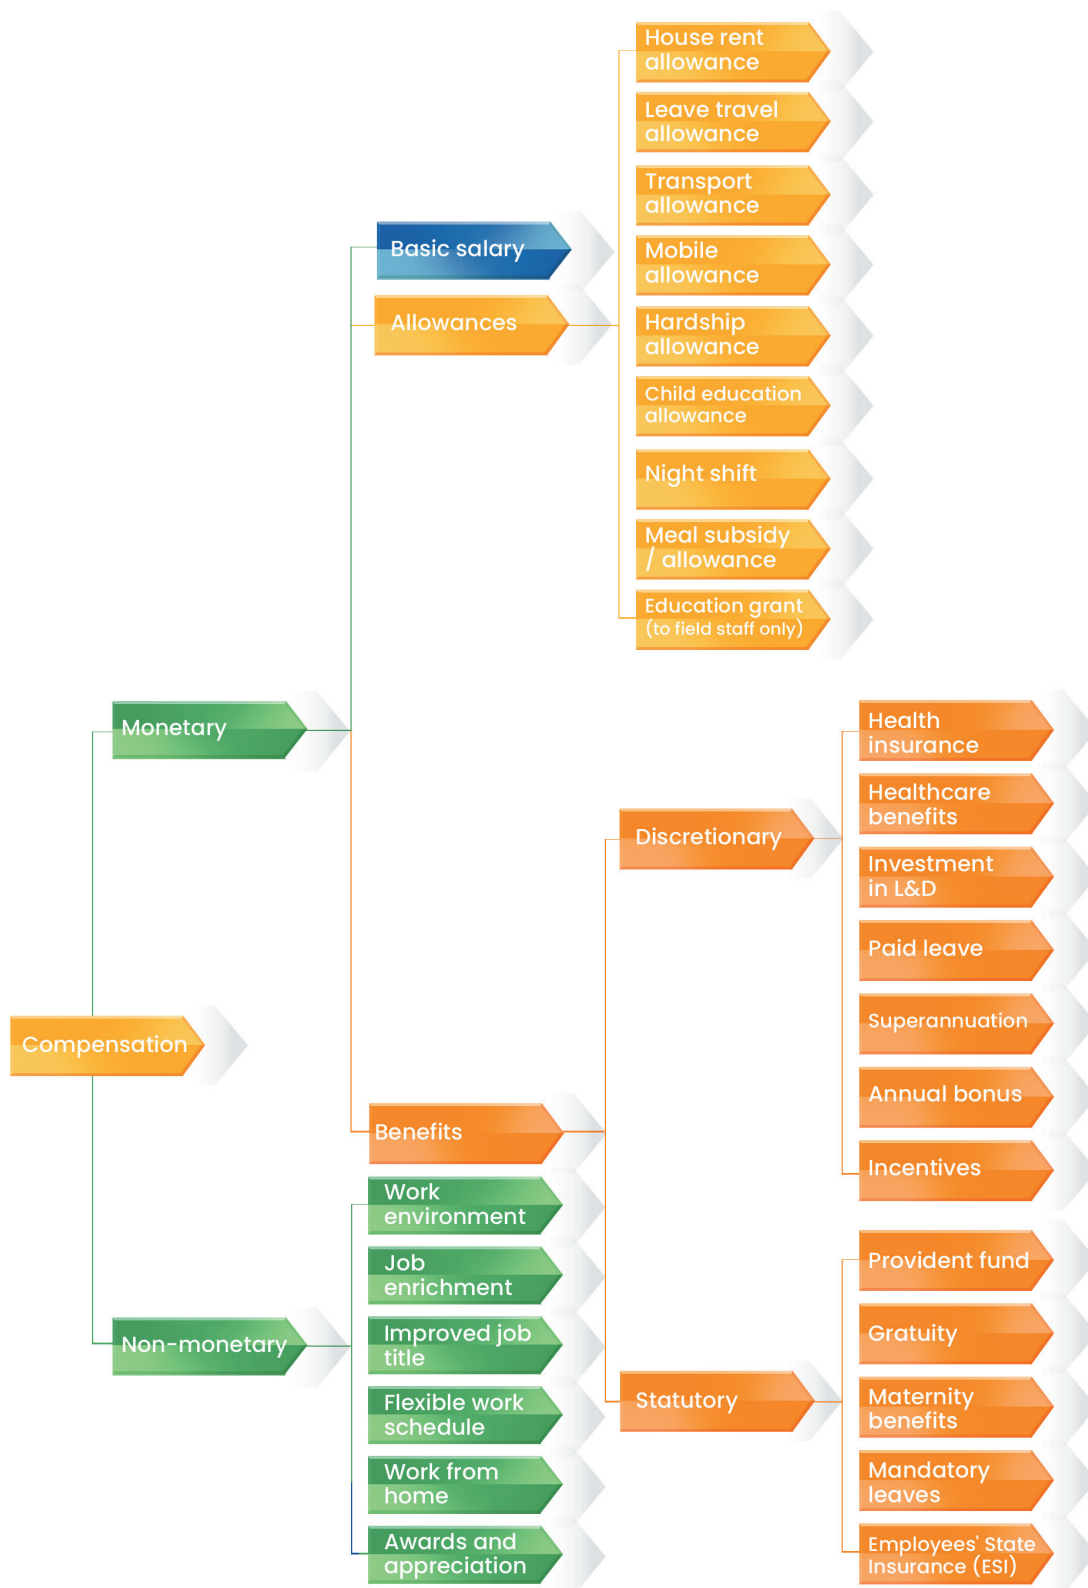 House rent
allowance
Leave travel
allowance
Transport
allowance
Basic salary
Mobile
allowance
Allowances
Hardship
allowance
Child education
allowance
Night shift
Meal subsidy
/ allowance
Education grant
(to field staff only)
Monetary
Health
insurance
Healthcare
benefits
Discretionary
Investment
in L&D
Paid leave
Superannuation
Compensation
Annual bonus
Benefits
Incentives
Work
environment
Job
enrichment
Provident fund
Non-monetary
Improved job
title
Gratuity
Flexible work
schedule
Statutory
Maternity
benefits
Work from
home
Mandatory
leaves
Awards and
appreciation
Employees' State
Insurance (ESI)